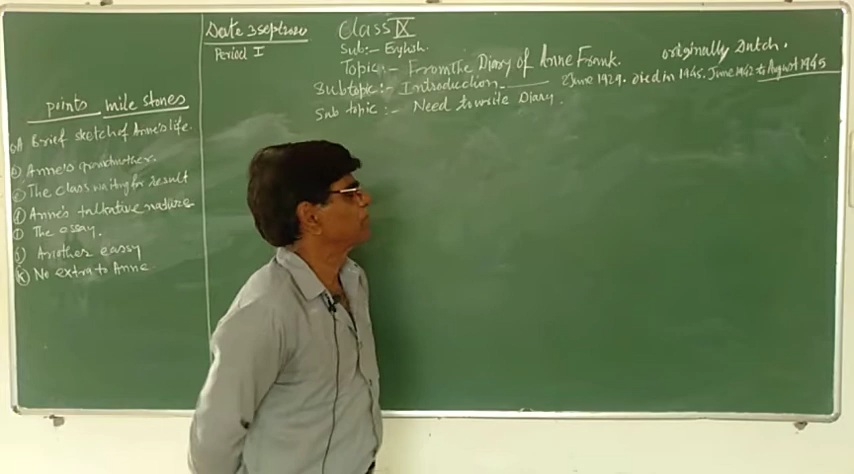 points mile stones
A Brief sketch of Anne's life.
Anne's grandmother.
The class waiting for result
Anne's talkative nature
The essay.
Another eassy
No extra to Anne
Date 3 sept 2020
Period I
Class IX
Sub:- English.
Topic:- From the Diary of Anne Frank. originally Dutch.
Subtopic:- Introduction. June 1929. died in 1945. June 1942 to August 1945
Sub topic:- Need to write Diary.